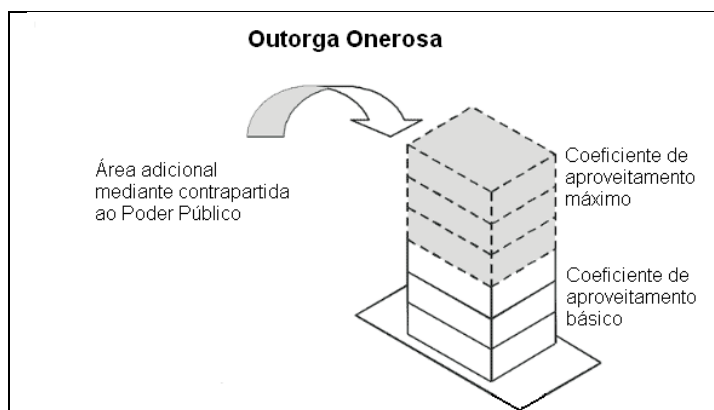 Outorga Onerosa
Área adicional
mediante contrapartida
ao Poder Público
Coeficiente de
aproveitamento
máximo
Coeficiente de
aproveitamento
básico